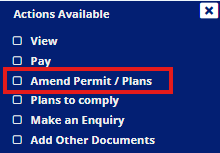 Actions Available
View
Pay
Amend Permit / Plans
Plans to comply
Make an Enquiry
Add Other Documents